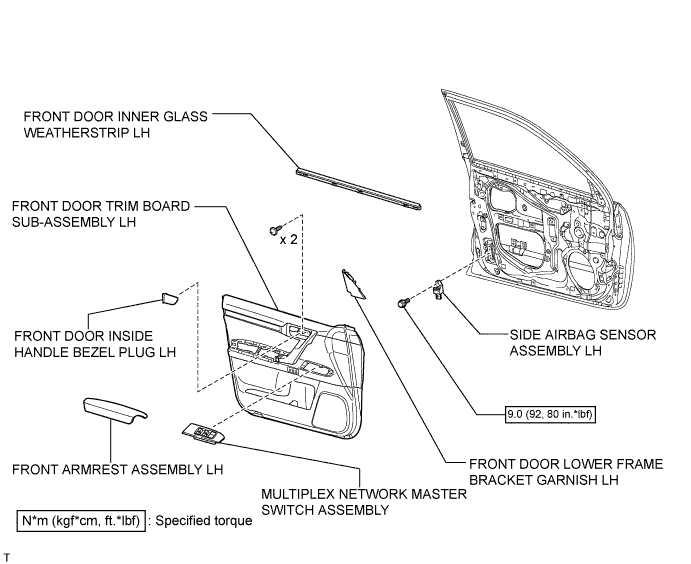 FRONT DOOR INNER GLASS
WEATHERSTRIP LH
FRONT DOOR TRIM BOARD
SUB-ASSEMBLY LH
x 2
FRONT DOOR INSIDE
HANDLE BEZEL PLUG LH
SIDE AIRBAG SENSOR
ASSEMBLY LH
9.0 (92, 80 in.*lbf)
FRONT ARMREST ASSEMBLY LH
FRONT DOOR LOWER FRAME
BRACKET GARNISH LH
MULTIPLEX NETWORK MASTER
SWITCH ASSEMBLY
N*m (kgf*cm, ft.*lbf) : Specified torque
T